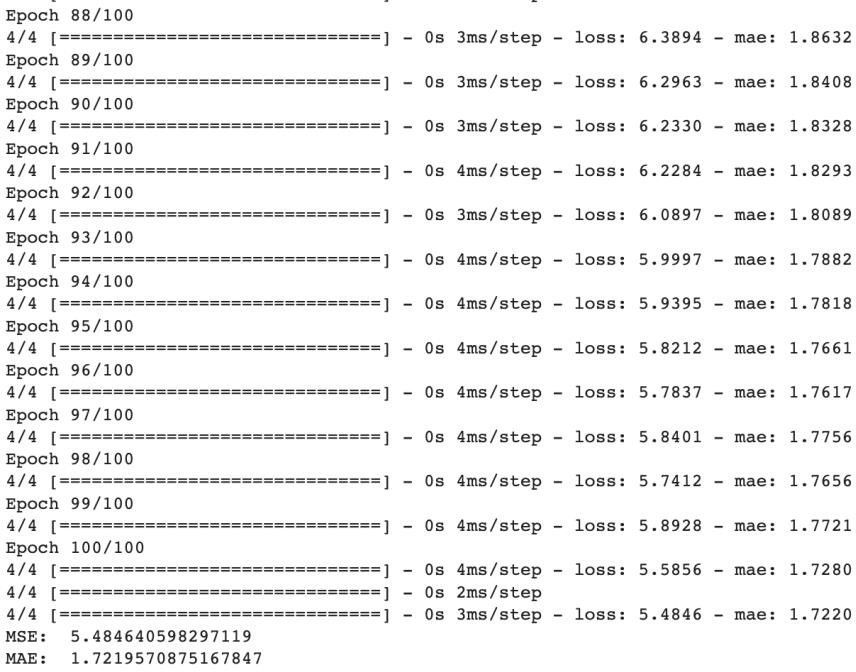 Epoch 88/100
4/4 [==============================] - 0s 3ms/step - loss: 6.3894 - mae: 1.8632
Epoch 89/100
4/4 [==============================] - 0s 3ms/step - loss: 6.2963 - mae: 1.8408
Epoch 90/100
4/4 [==============================] - 0s 3ms/step - loss: 6.2330 - mae: 1.8328
Epoch 91/100
4/4 [==============================] - 0s 4ms/step - loss: 6.2284 - mae: 1.8293
Epoch 92/100
4/4 [==============================] - 0s 3ms/step - loss: 6.0897 - mae: 1.8089
Epoch 93/100
4/4 [==============================] - 0s 4ms/step - loss: 5.9997 - mae: 1.7882
Epoch 94/100
4/4 [==============================] - 0s 4ms/step - loss: 5.9395 - mae: 1.7818
Epoch 95/100
4/4 [==============================] - 0s 4ms/step - loss: 5.8212 - mae: 1.7661
Epoch 96/100
4/4 [==============================] - 0s 4ms/step - loss: 5.7837 - mae: 1.7617
Epoch 97/100
4/4 [==============================] - 0s 4ms/step - loss: 5.8401 - mae: 1.7756
Epoch 98/100
4/4 [==============================] - 0s 4ms/step - loss: 5.7412 - mae: 1.7656
Epoch 99/100
4/4 [==============================] - 0s 4ms/step - loss: 5.8928 - mae: 1.7721
Epoch 100/100
4/4 [==============================] - 0s 4ms/step - loss: 5.5856 - mae: 1.7280
4/4 [==============================] - 0s 2ms/step
4/4 [==============================] - 0s 3ms/step - loss: 5.4846 - mae: 1.7220
MSE:  5.484640598297119
MAE:  1.7219570875167847